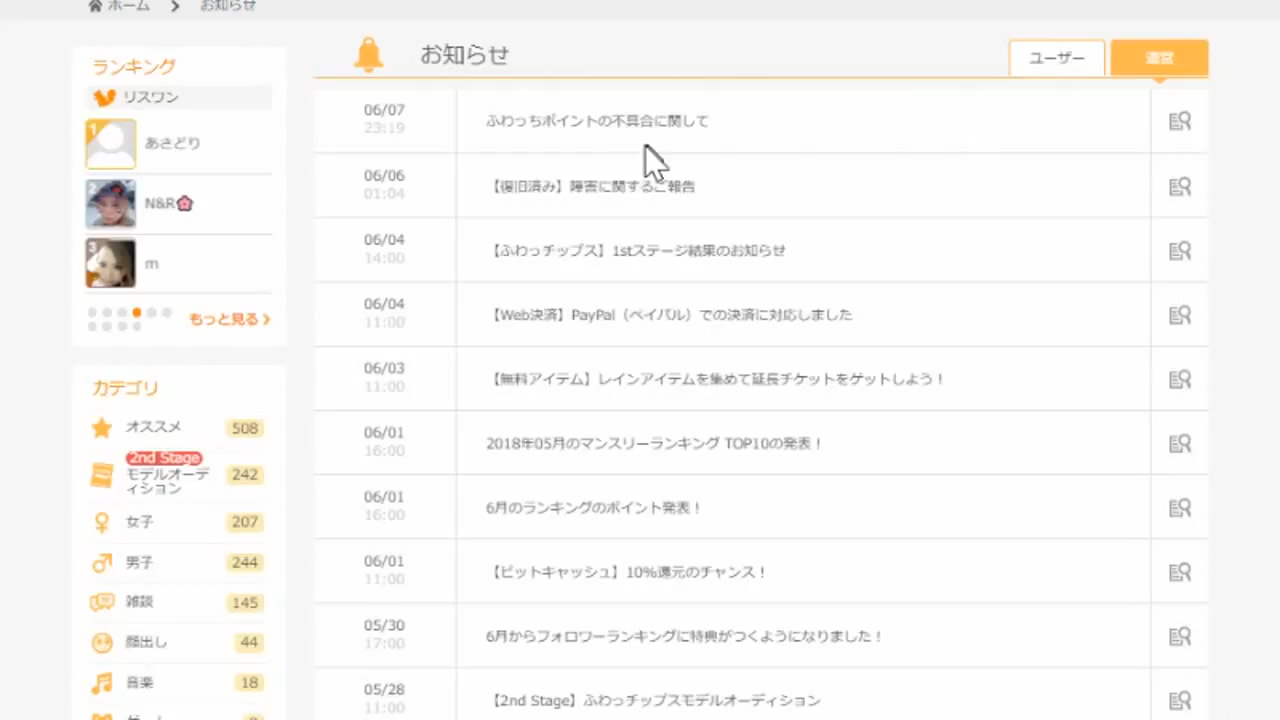 ホーム お知らせ
ランキング
リスワン
1
あさどり
2
N&R
3
m
もっと見る
カテゴリ
オススメ 508
2nd Stage
モデルオーデ
ィション 242
女子 207
男子 244
雑談 145
顔出し 44
音楽 18
お知らせ
ユーザー 運営
06/07
23:19
ふわっちポイントの不具合に関して
06/06
01:04
【復旧済み】障害に関するご報告
06/04
14:00
【ふわっチップス】1stステージ結果のお知らせ
06/04
11:00
【Web決済】PayPal（ペイパル）での決済に対応しました
06/03
11:00
【無料アイテム】レインアイテムを集めて延長チケットをゲットしよう！
06/01
16:00
2018年05月のマンスリーランキング TOP10の発表！
06/01
16:00
6月のランキングのポイント発表！
06/01
11:00
【ビットキャッシュ】10%還元のチャンス！
05/30
17:00
6月からフォロワーランキングに特典がつくようになりました！
05/28
11:00
【2nd Stage】ふわっチップスモデルオーディション